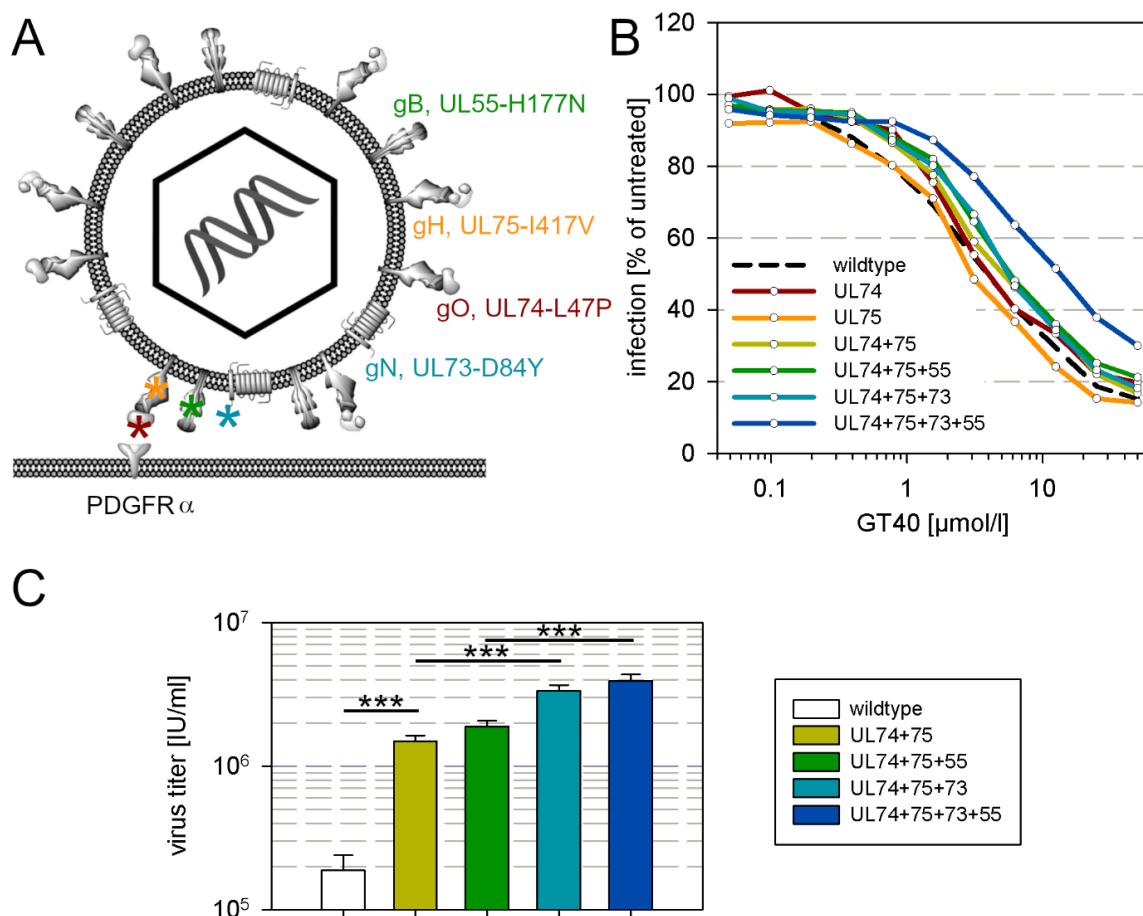 A
gB, UL55-H177N
gH, UL75-I417V
gO, UL74-L47P
gN, UL73-D84Y
* * *
*
PDGFR α
B
infection [% of untreated]
120
100
80
60
40
20
0
wildtype
UL74
UL75
UL74+75
UL74+75+55
UL74+75+73
UL74+75+73+55
0.1 1 10
GT40 [µmol/l]
C
virus titer [IU/ml]
10⁷
10⁶
10⁵
***
***
***
wildtype
UL74+75
UL74+75+55
UL74+75+73
UL74+75+73+55